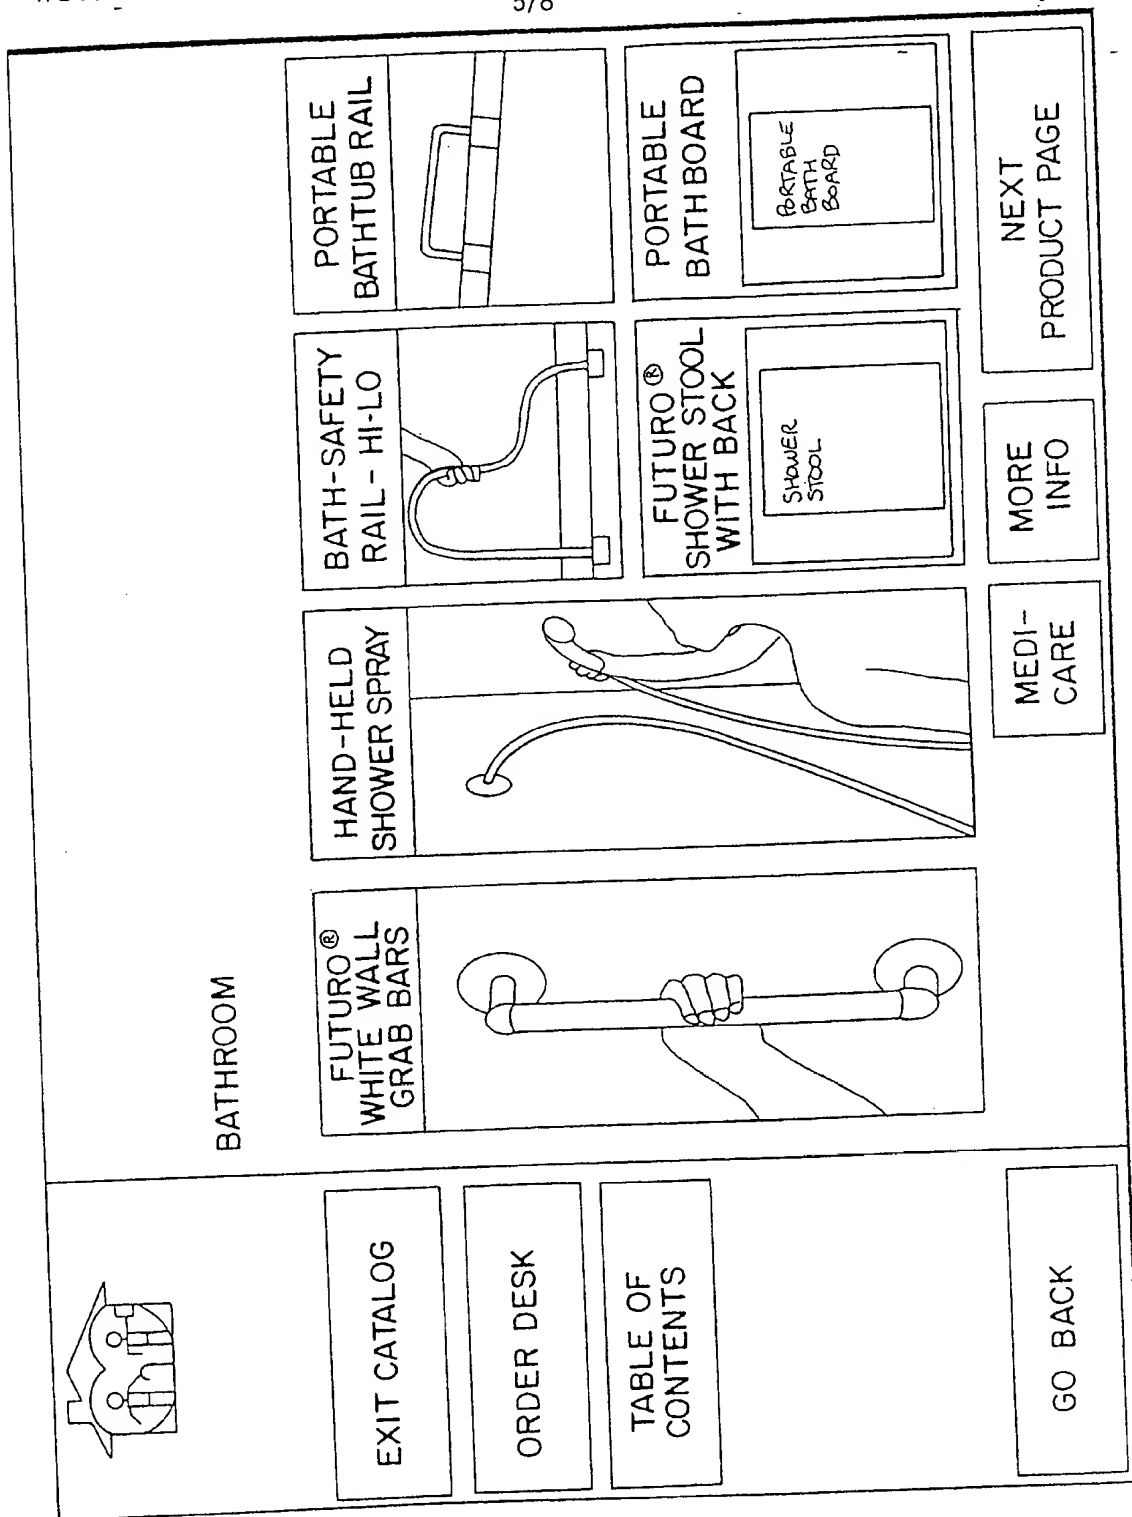 5/8
BATHROOM
EXIT CATALOG
ORDER DESK
TABLE OF
CONTENTS
GO BACK
FUTURO®
WHITE WALL
GRAB BARS
HAND-HELD
SHOWER SPRAY
BATH-SAFETY
RAIL-HI-LO
PORTABLE
BATHTUB RAIL
FUTURO®
SHOWER STOOL
WITH BACK
SHOWER
STOOL
PORTABLE
BATH BOARD
PORTABLE
BATH
BOARD
MEDI-
CARE
MORE
INFO
NEXT
PRODUCT PAGE